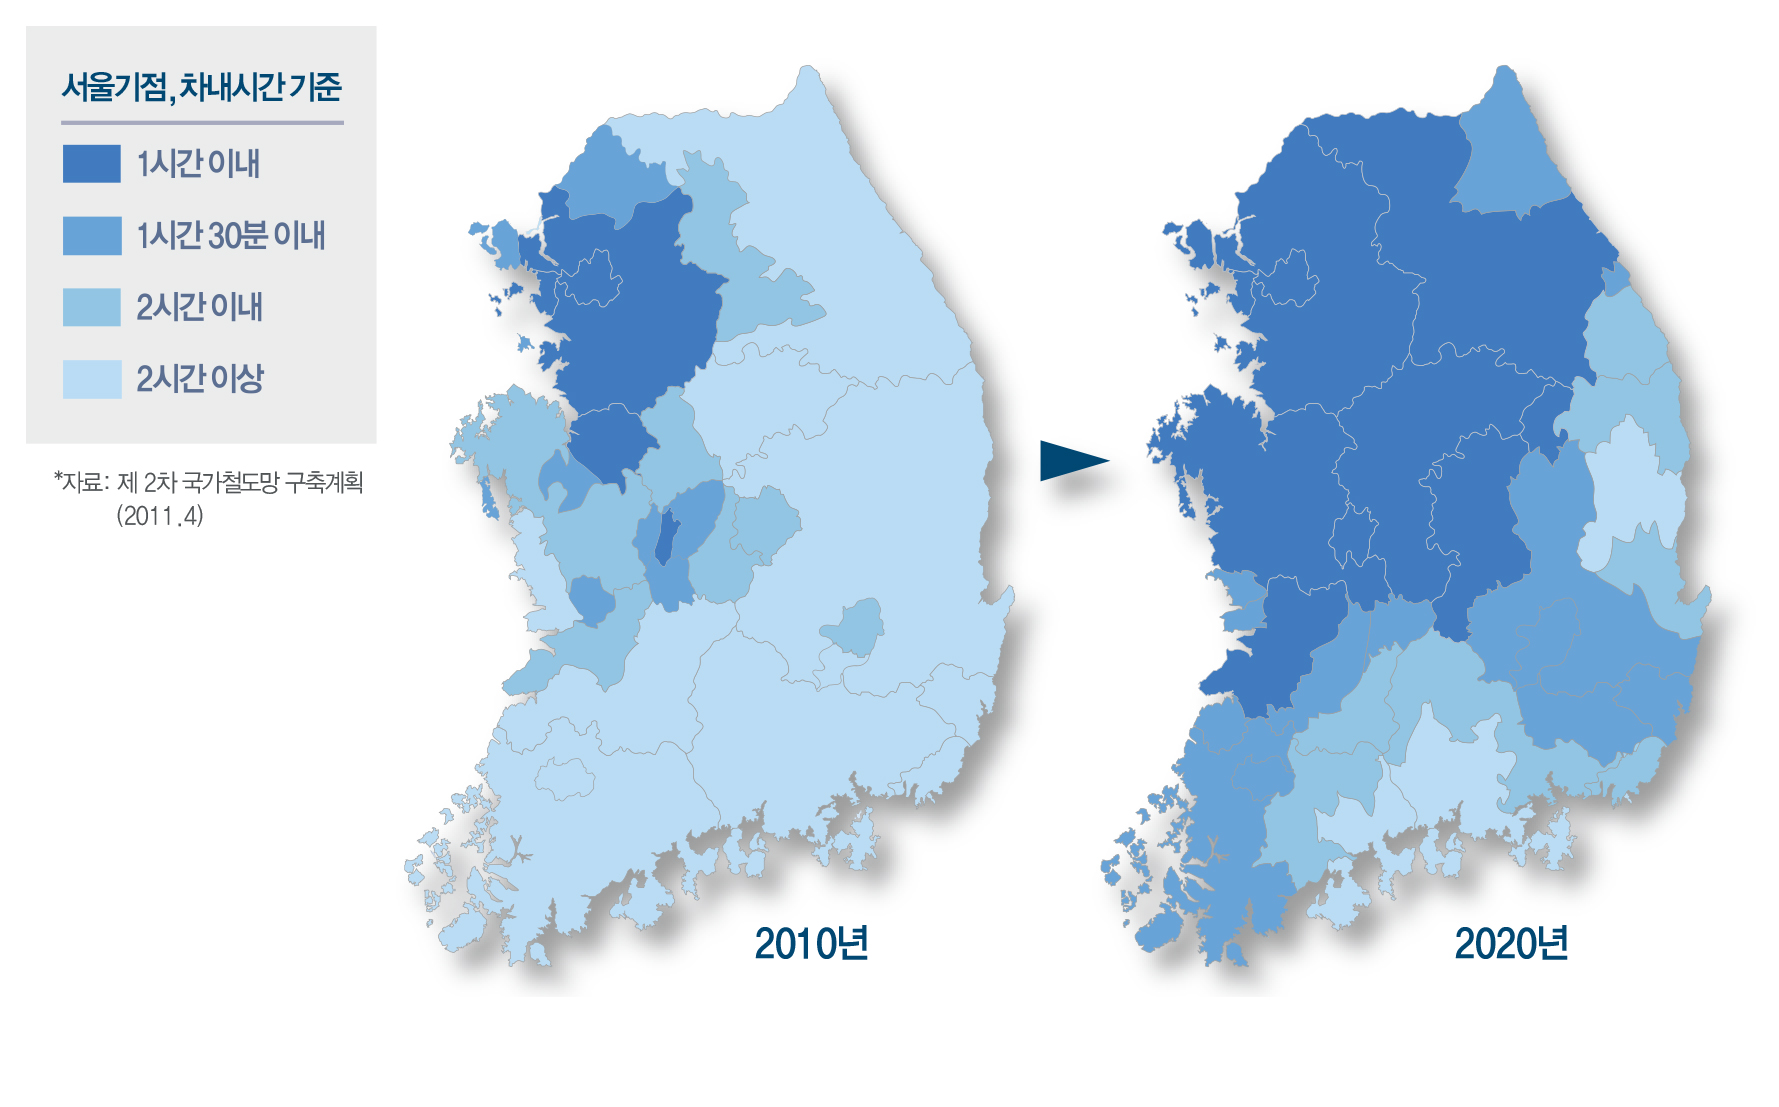 서울기점, 차내시간 기준
1시간 이내
1시간 30분 이내
2시간 이내
2시간 이상
*자료: 제 2차 국가철도망 구축계획
(2011.4)
2010년
2020년